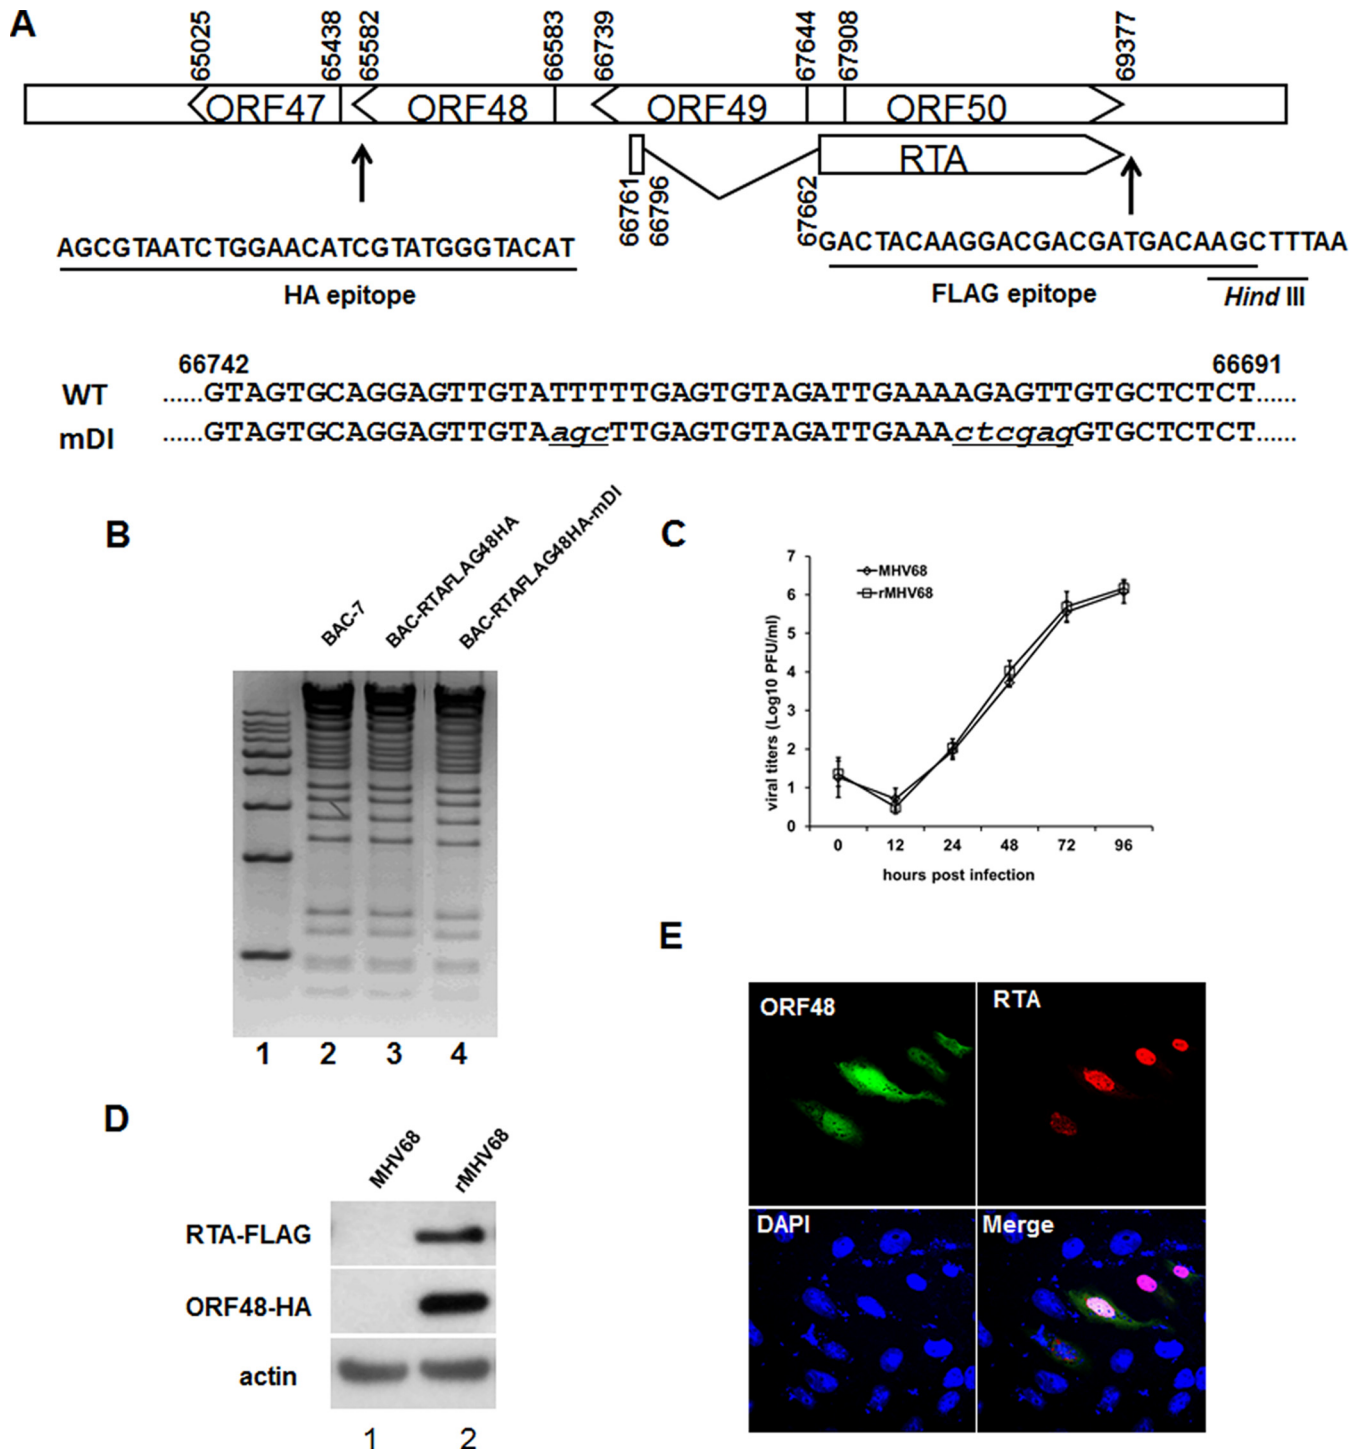 A
65025 65438 65582 66583 66739 67644 67908 69377
ORF47 ORF48 ORF49 ORF50
RTA
66761 66796 67662
AGCGTAATCTGGAACATCGTATGGGTACAT GACTACAAGGACGACGATGACAAGCTTTAA
HA epitope FLAG epitope Hind III
66742 66691
WT ......GTAGTGCAGGAGTTGTATTTTTGAGTGTAGATTGAAAAGAGTTGTGCTCTCT......
mDI ......GTAGTGCAGGAGTTGTAagcTTGAGTGTAGATTGAAActcgagGTGCTCTCT......
B
BAC-7 BAC-RTAFLAG48HA BAC-RTAFLAG48HA-mDI
1 2 3 4
C
viral titers (Log10 PFU/ml)
7
6
5
4
3
2
1
0
MHV68
rMHV68
0 12 24 48 72 96
hours post infection
D
MHV68 rMHV68
RTA-FLAG
ORF48-HA
actin
1 2
E
ORF48 RTA
DAPI Merge